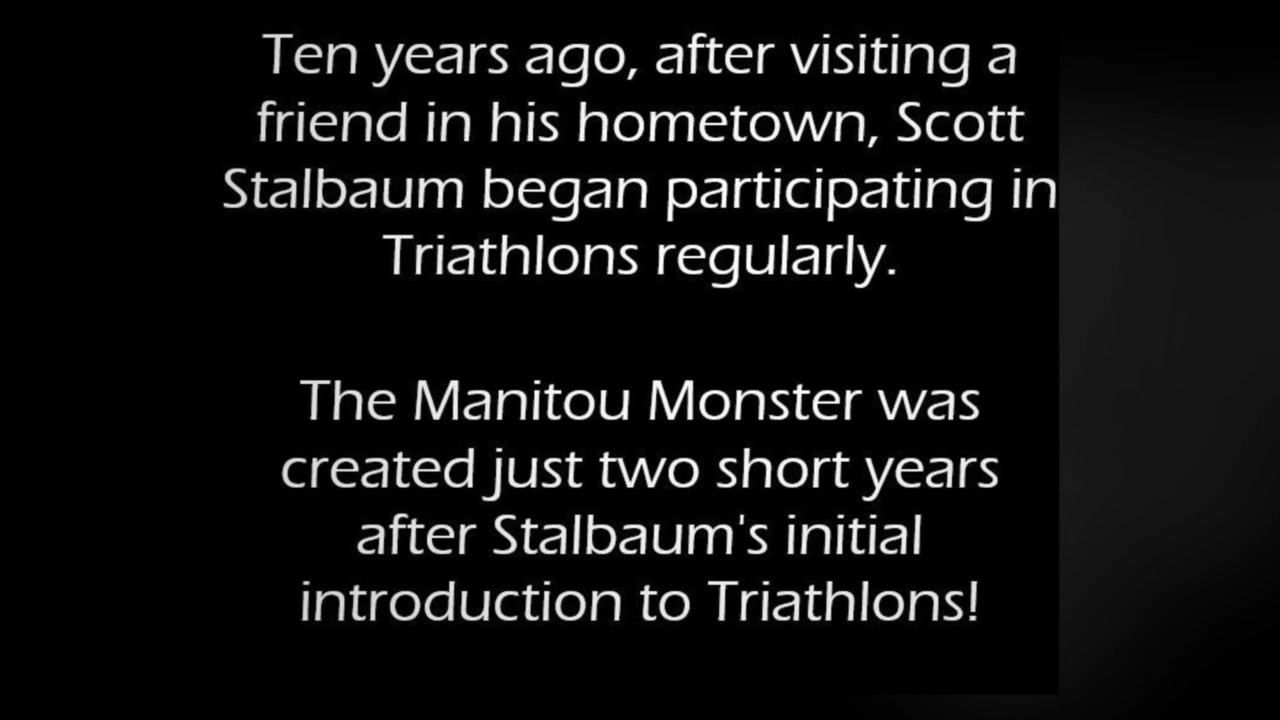 Ten years ago, after visiting a
friend in his hometown, Scott
Stalbaum began participating in
Triathlons regularly.
The Manitou Monster was
created just two short years
after Stalbaum's initial
introduction to Triathlons!